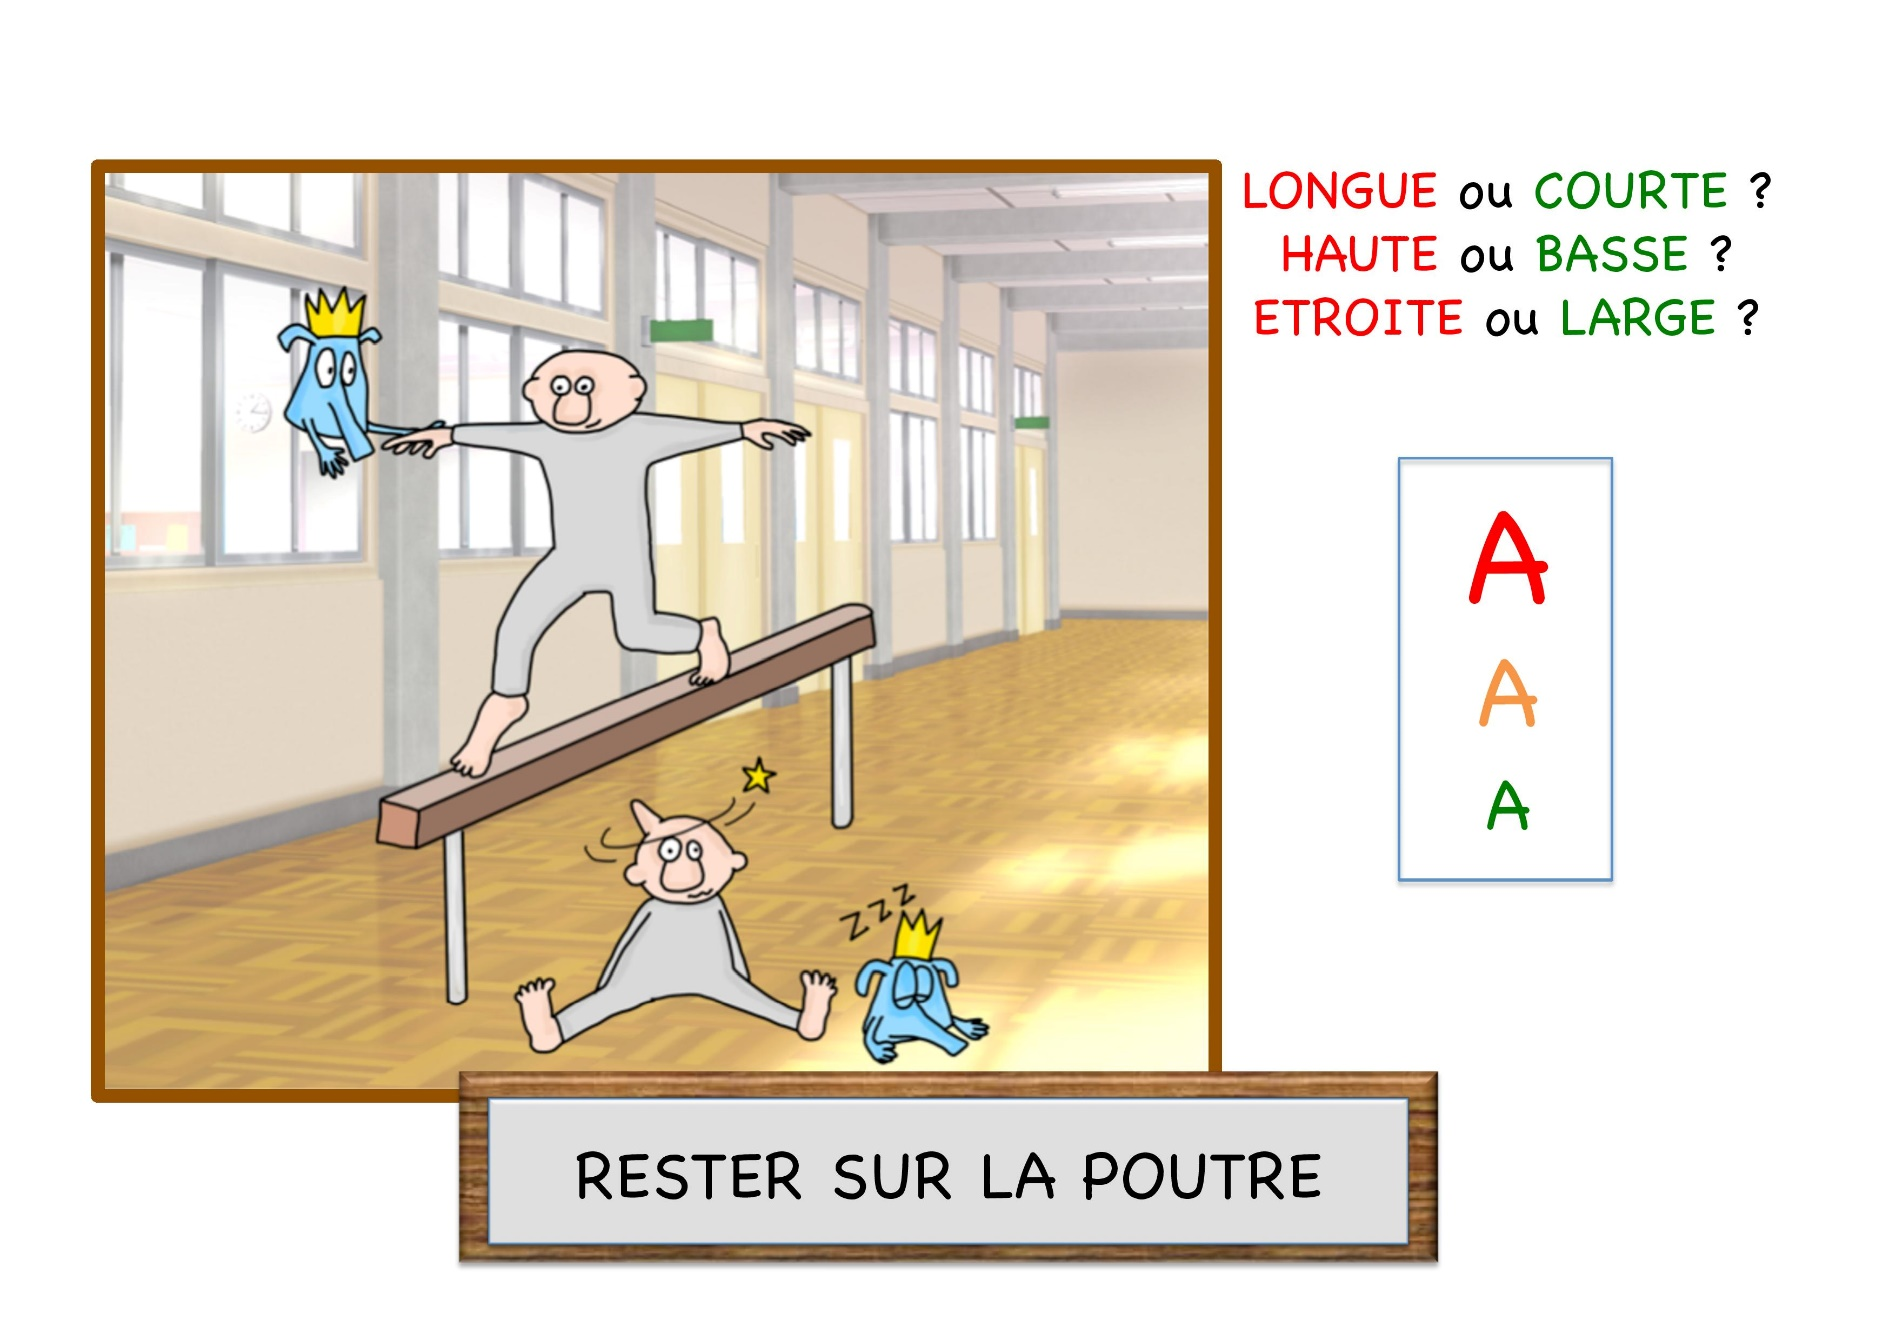 LONGUE ou COURTE ?
HAUTE ou BASSE ?
ETROITE ou LARGE ?
A
A
A
z z z
RESTER SUR LA POUTRE